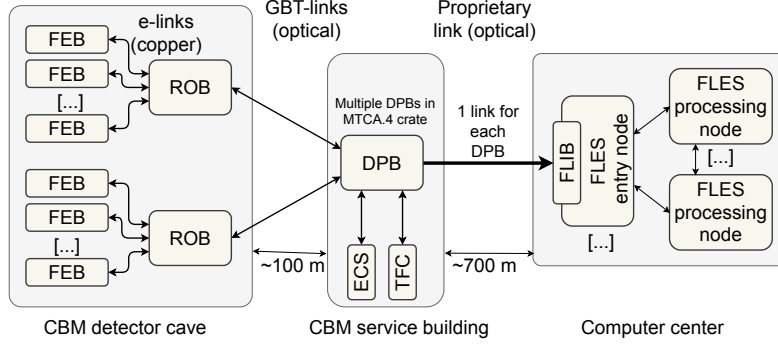 e-links
(copper)
GBT-links
(optical)
Proprietary
link (optical)
FEB
FEB
[...]
FEB
ROB
FEB
FEB
[...]
FEB
ROB
Multiple DPBs in
MTCA.4 crate
DPB
ECS
TFC
1 link for
each
DPB
FLIB
FLES
entry node
[...]
FLES
processing
node
[...]
FLES
processing
node
~100 m
~700 m
CBM detector cave
CBM service building
Computer center